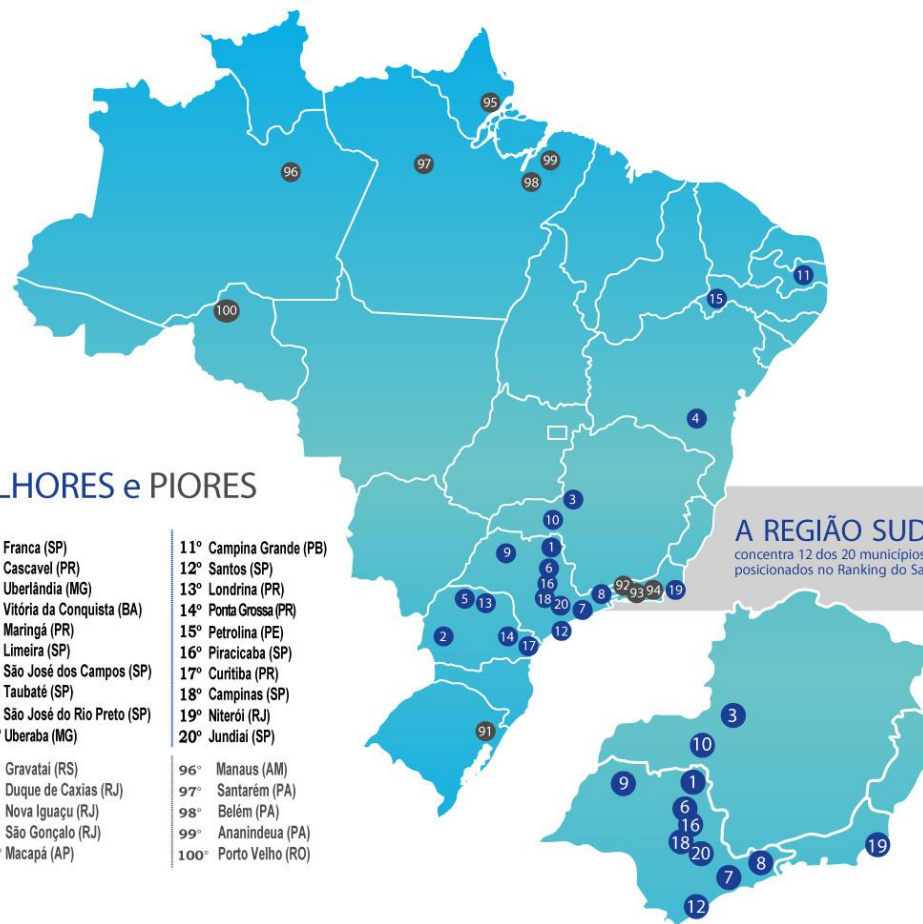 95
99
96
97
98
11
15
100
4
LHORES e PIORES
3
10
A REGIÃO SUD
concentra 12 dos 20 municípios
posicionados no Ranking do Sa
9
1
6
16
18
20
7
8
92
93
94
19
5
13
2
14
17
12
91
Franca (SP)
Cascavel (PR)
Uberlândia (MG)
Vitória da Conquista (BA)
Maringá (PR)
Limeira (SP)
São José dos Campos (SP)
Taubaté (SP)
São José do Rio Preto (SP)
Uberaba (MG)
11º Campina Grande (PB)
12º Santos (SP)
13º Londrina (PR)
14º Ponta Grossa (PR)
15º Petrolina (PE)
16º Piracicaba (SP)
17º Curitiba (PR)
18º Campinas (SP)
19º Niterói (RJ)
20º Jundiaí (SP)
Gravataí (RS)
Duque de Caxias (RJ)
Nova Iguaçu (RJ)
São Gonçalo (RJ)
Macapá (AP)
96° Manaus (AM)
97° Santarém (PA)
98° Belém (PA)
99° Ananindeua (PA)
100° Porto Velho (RO)
3
10
9
1
6
16
18
20
7
8
19
12